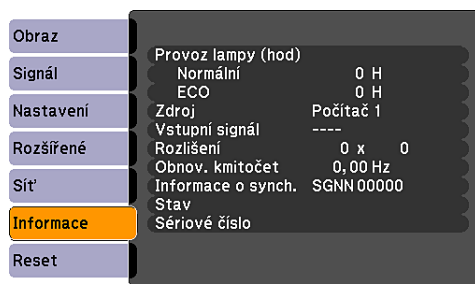 Obraz
Signál
Nastavení
Rozšířené
Síť
Informace
Reset
Provoz lampy (hod)
Normální 0 H
ECO 0 H
Zdroj Počítač 1
Vstupní signál ----
Rozlišení 0 x 0
Obnov. kmitočet 0,00 Hz
Informace o synch. SGNN 00000
Stav
Sériové číslo